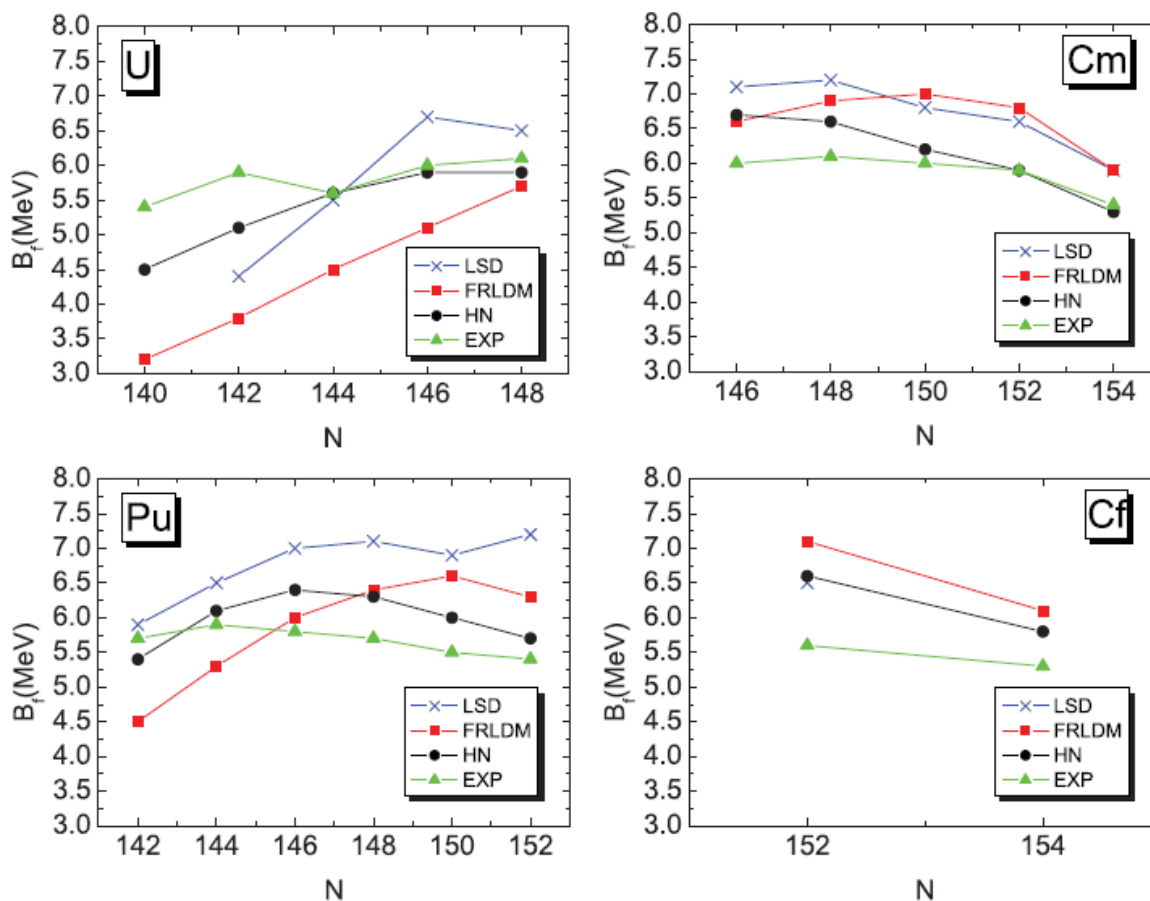 8.0
7.5
7.0
6.5
6.0
5.5
5.0
4.5
4.0
3.5
3.0
B_f(MeV)
U
LSD
FRLDM
HN
EXP
140 142 144 146 148
N
8.0
7.5
7.0
6.5
6.0
5.5
5.0
4.5
4.0
3.5
3.0
B_f(MeV)
Cm
LSD
FRLDM
HN
EXP
146 148 150 152 154
N
8.0
7.5
7.0
6.5
6.0
5.5
5.0
4.5
4.0
3.5
3.0
B_f(MeV)
Pu
LSD
FRLDM
HN
EXP
142 144 146 148 150 152
N
8.0
7.5
7.0
6.5
6.0
5.5
5.0
4.5
4.0
3.5
3.0
B_f(MeV)
Cf
LSD
FRLDM
HN
EXP
152 154
N